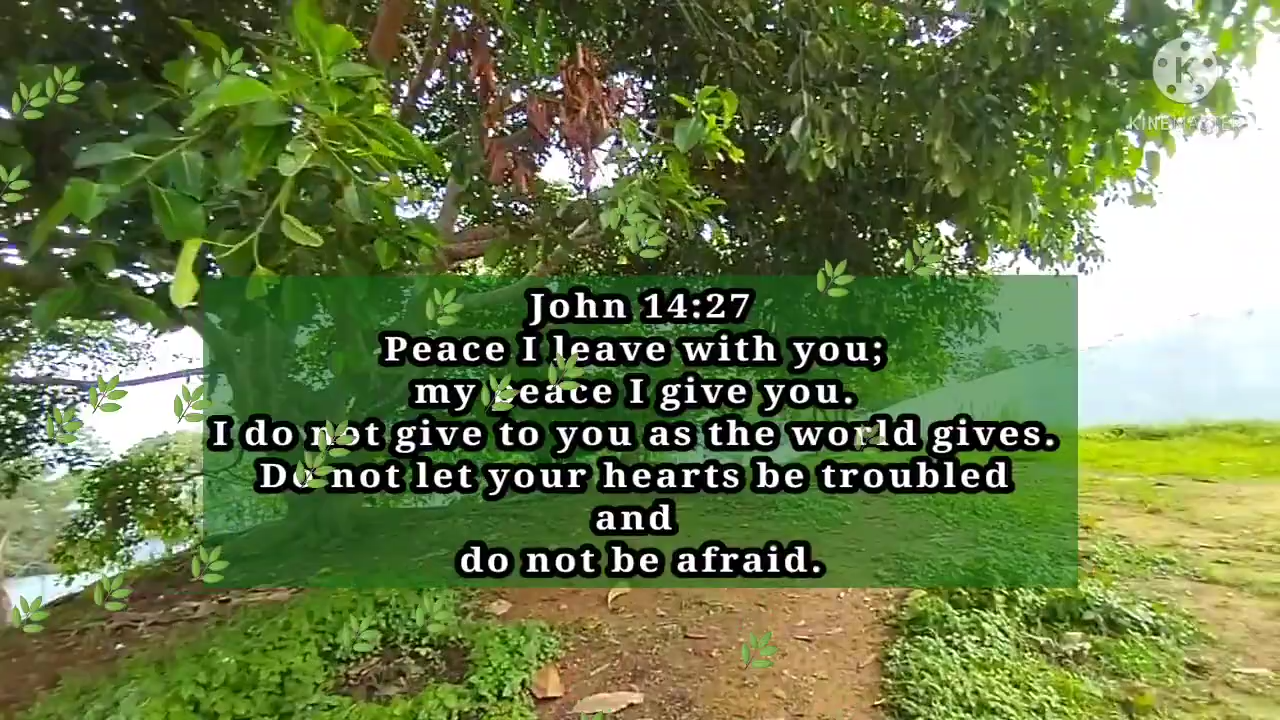 KINEMASTER
John 14:27
Peace I leave with you;
my peace I give you.
I do not give to you as the world gives.
Do not let your hearts be troubled
and
do not be afraid.